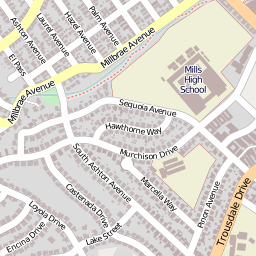 Ashton Avenue
Laurel Avenue
Hazel Avenue
Palm Avenue
El Paso
Millbrae Avenue
Millbrae Avenue
Mills
High
School
Sequoia Avenue
Hawthorne Way
Murchison Drive
South Ashton Avenue
Marcella Way
Castenada Drive
Loyola Drive
Encina Drive
Lake Street
Pinon Avenue
Trousdale Drive